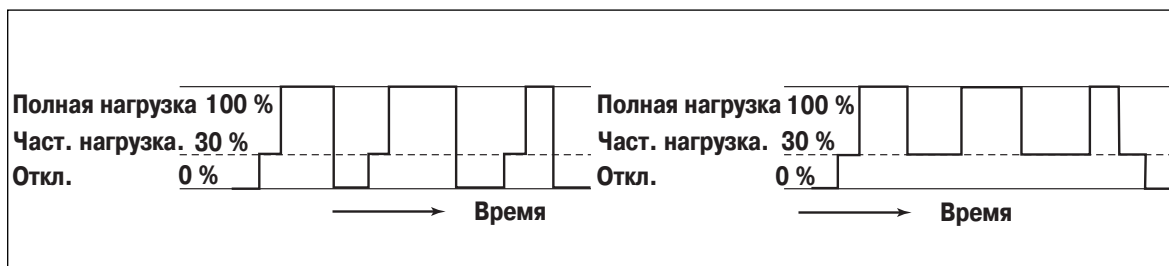 Полная нагрузка 100 %
Част. нагрузка. 30 %
Откл. 0 %
Время
Полная нагрузка 100 %
Част. нагрузка. 30 %
Откл. 0 %
Время